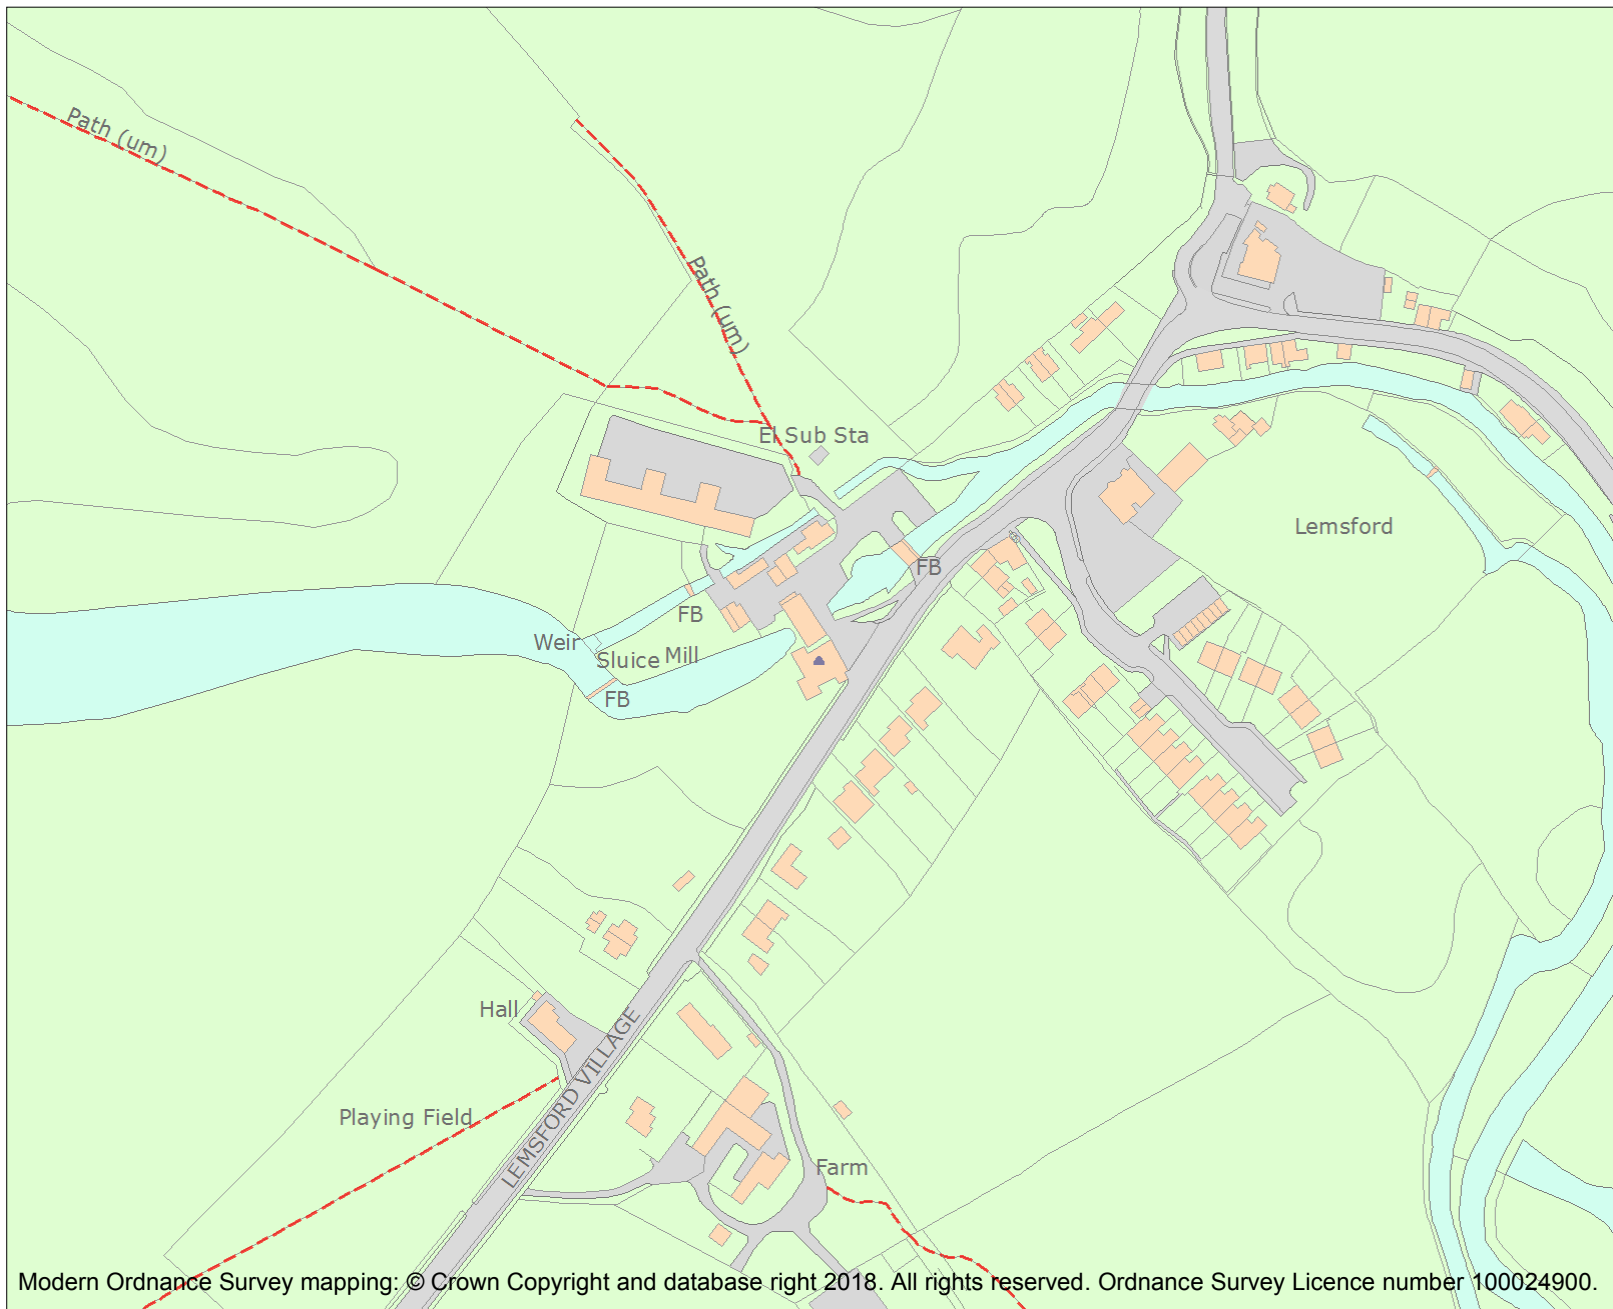 Path (um)
Path (um)
El Sub Sta
Lemsford
FB
FB
Weir
Sluice
Mill
FB
Hall
LEMSFORD VILLAGE
Playing Field
Farm
Modern Ordnance Survey mapping: © Crown Copyright and database right 2018. All rights reserved. Ordnance Survey Licence number 100024900.